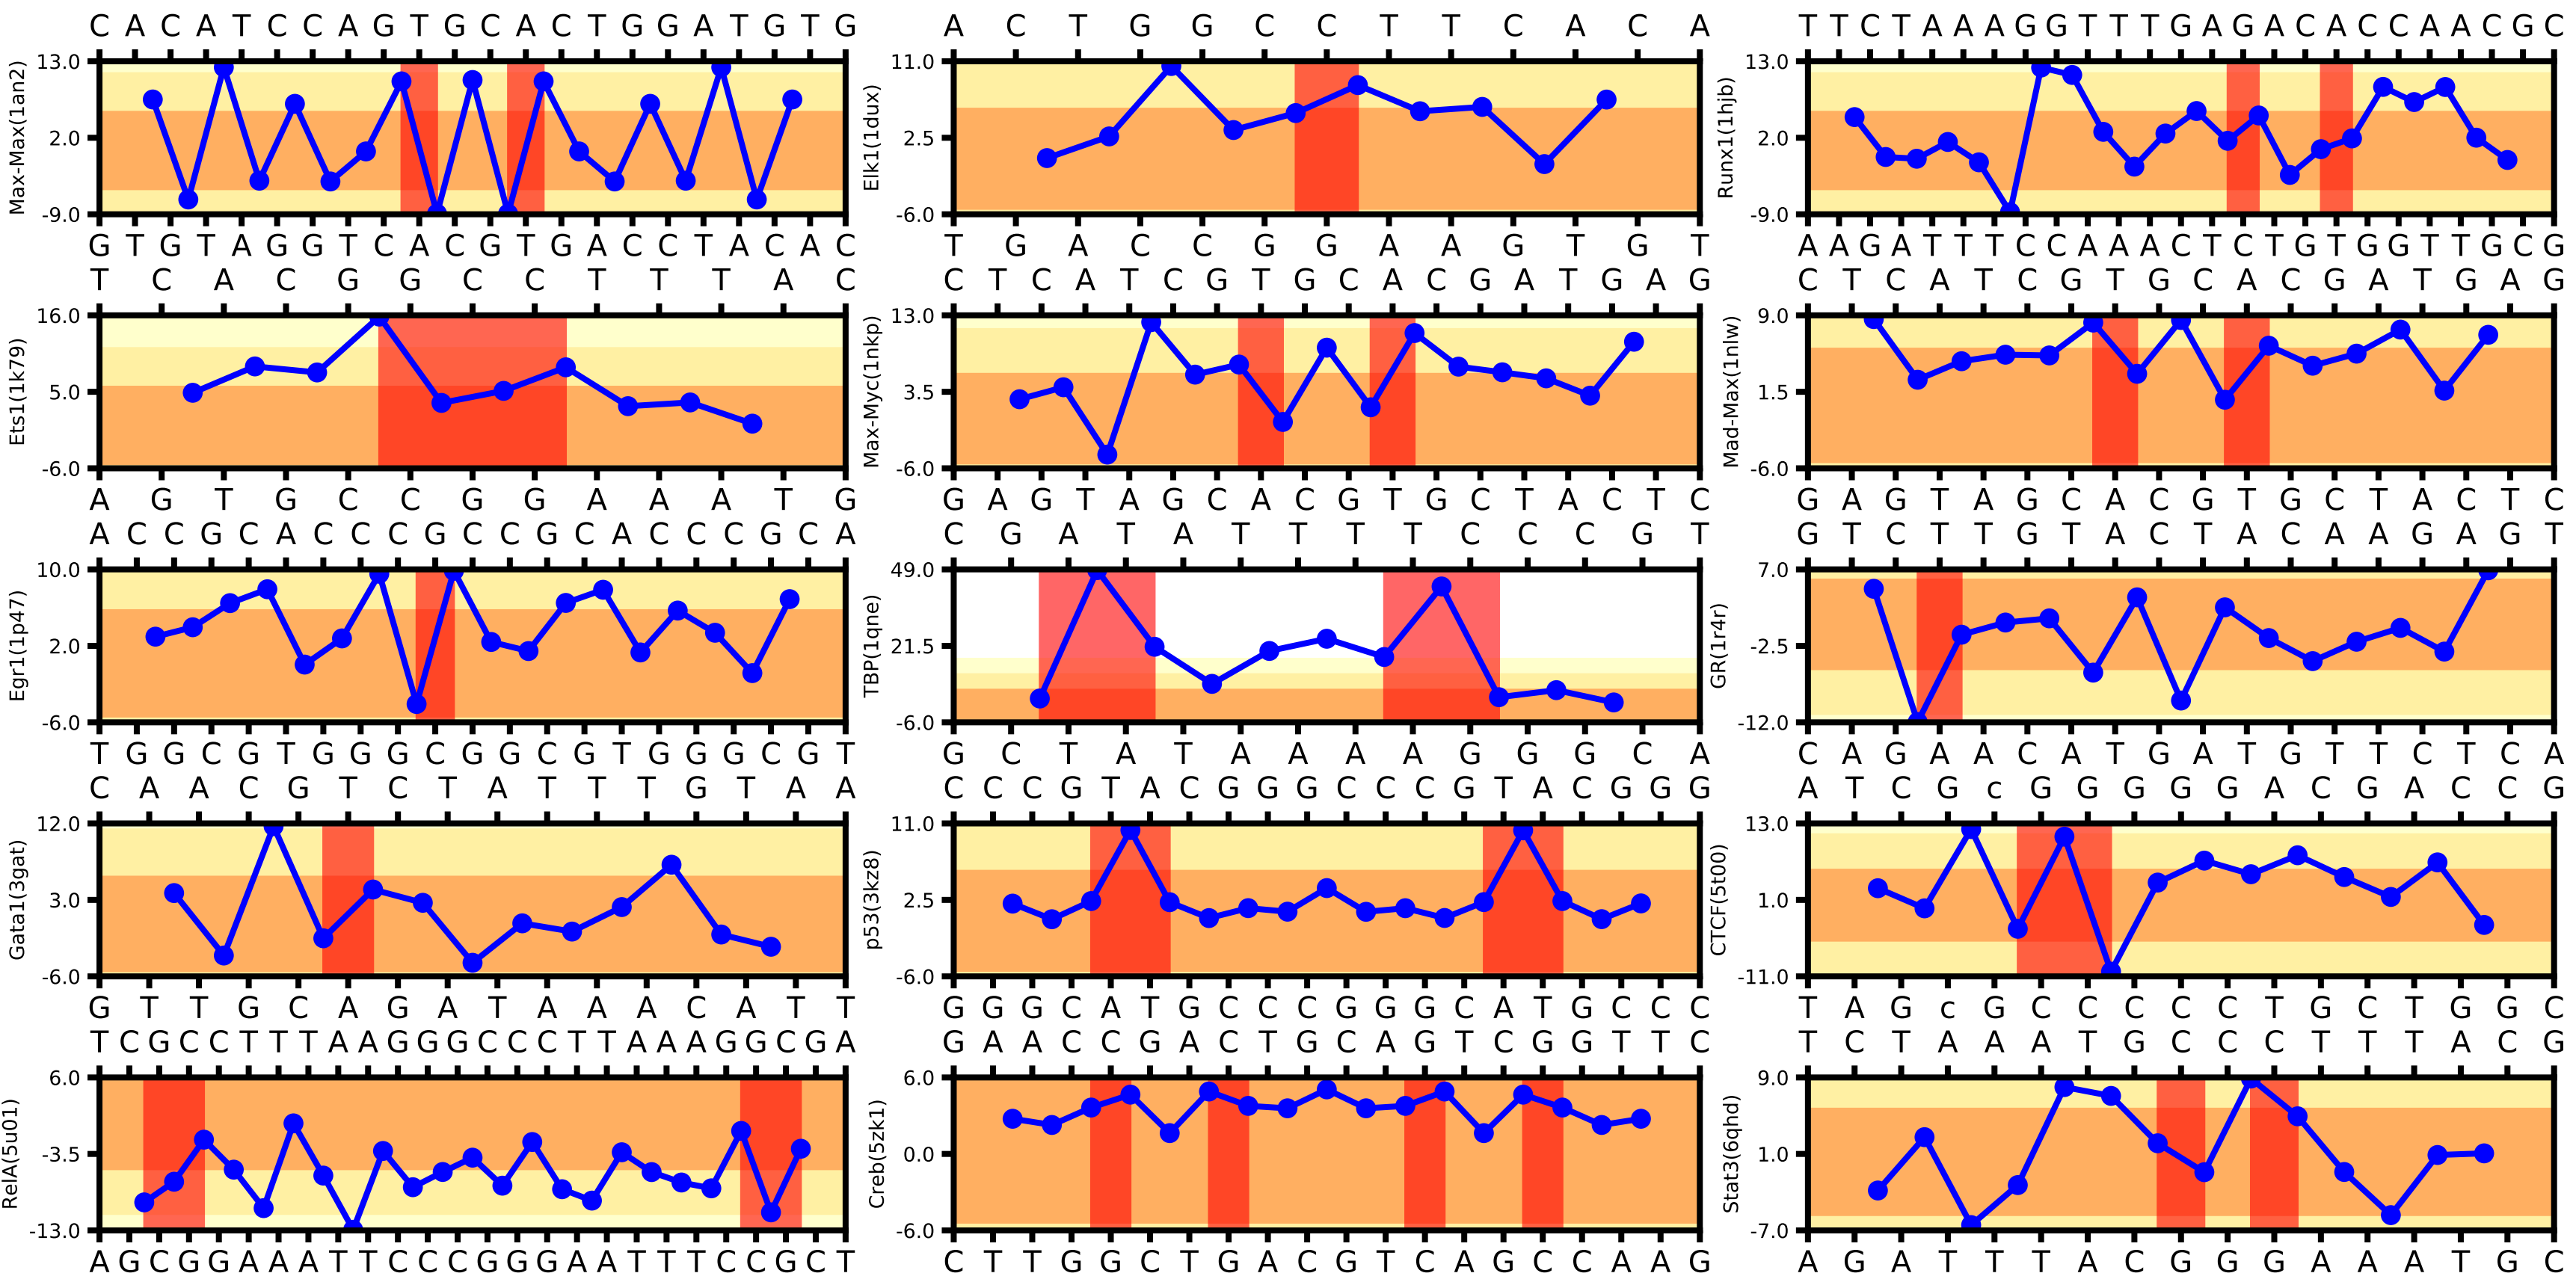 C A C A T C C A G T G C A C T G G A T G T G
Max-Max(1an2)
13.0
2.0
-9.0
G T G T A G G T C A C G T G A C C T A C A C
A C T G G C C T T C A C A
Elk1(1dux)
11.0
2.5
-6.0
T G A C C G G A A G T G T
T T C T A A A G G T T T G A G A C A C C A A C G C
Runx1(1hjb)
13.0
2.0
-9.0
A A G A T T T C C A A A C T C T G T G G T T G C G
T C A C G G C C T T T A C
Ets1(1k79)
16.0
5.0
-6.0
A G T G C C G G A A A T G
C T C A T C G T G C A C G A T G A G
Max-Myc(1nkp)
13.0
3.5
-6.0
G A G T A G C A C G T G C T A C T C
C T C A T C G T G C A C G A T G A G
Mad-Max(1nlw)
9.0
1.5
-6.0
G A G T A G C A C G T G C T A C T C
A C C G C A C C C G C C G C A C C C G C A
Egr1(1p47)
10.0
2.0
-6.0
T G G C G T G G G C G G C G T G G G C G T
C G A T A T T T T C C C G T
TBP(1qne)
49.0
21.5
-6.0
G C T A T A A A A G G G C A
G T C T T G T A C T A C A A G A G T
GR(1r4r)
7.0
-2.5
-12.0
C A G A A C A T G A T G T T C T C A
C A A C G T C T A T T T G T A A
Gata1(3gat)
12.0
3.0
-6.0
G T T G C A G A T A A A C A T T
C C C G T A C G G G C C C G T A C G G G
p53(3kz8)
11.0
2.5
-6.0
G G G C A T G C C C G G G C A T G C C C
A T C G c G G G G G A C G A C C G
CTCF(5t00)
13.0
1.0
-11.0
T A G c G C C C C C T G C T G G C
T C G C C T T T A A G G G C C C T T A A A G G C G A
RelA(5u01)
6.0
-3.5
-13.0
A G C G G A A A T T C C C G G G A A T T T C C G C T
G A A C C G A C T G C A G T C G G T T C
Creb(5zk1)
6.0
0.0
-6.0
C T T G G C T G A C G T C A G C C A A G
T C T A A A T G C C C T T T A C G
Stat3(6qhd)
9.0
1.0
-7.0
A G A T T T A C G G G A A A T G C